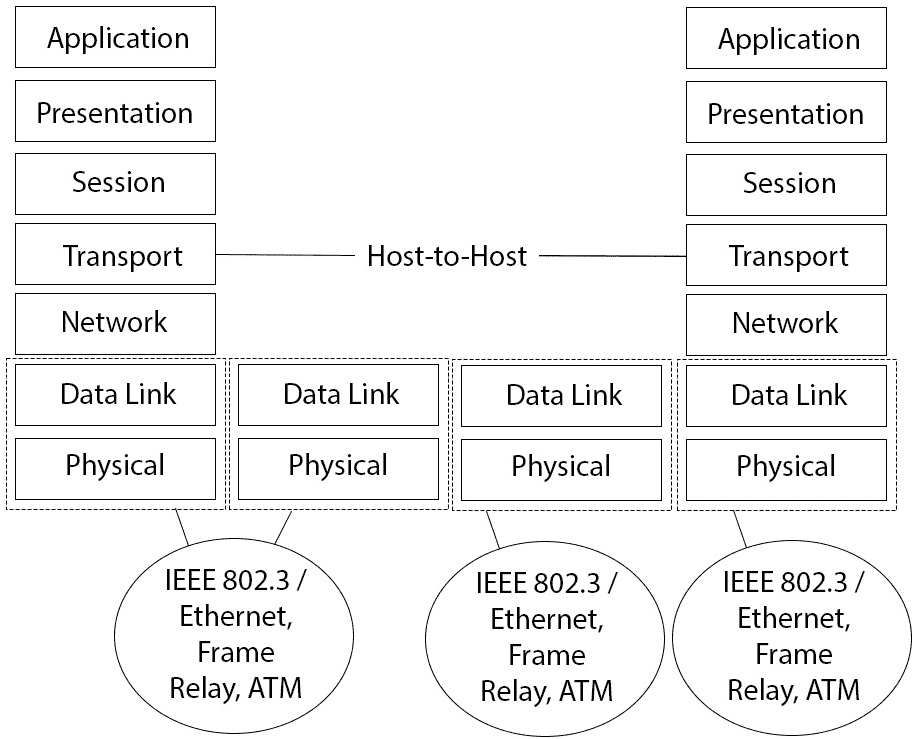 Application
Application
Presentation
Presentation
Session
Session
Transport
Host-to-Host
Transport
Network
Network
Data Link
Data Link
Data Link
Data Link
Physical
Physical
Physical
Physical
IEEE 802.3 /
Ethernet,
Frame
Relay, ATM
IEEE 802.3 /
Ethernet,
Frame
Relay, ATM
IEEE 802.3 /
Ethernet,
Frame
Relay, ATM